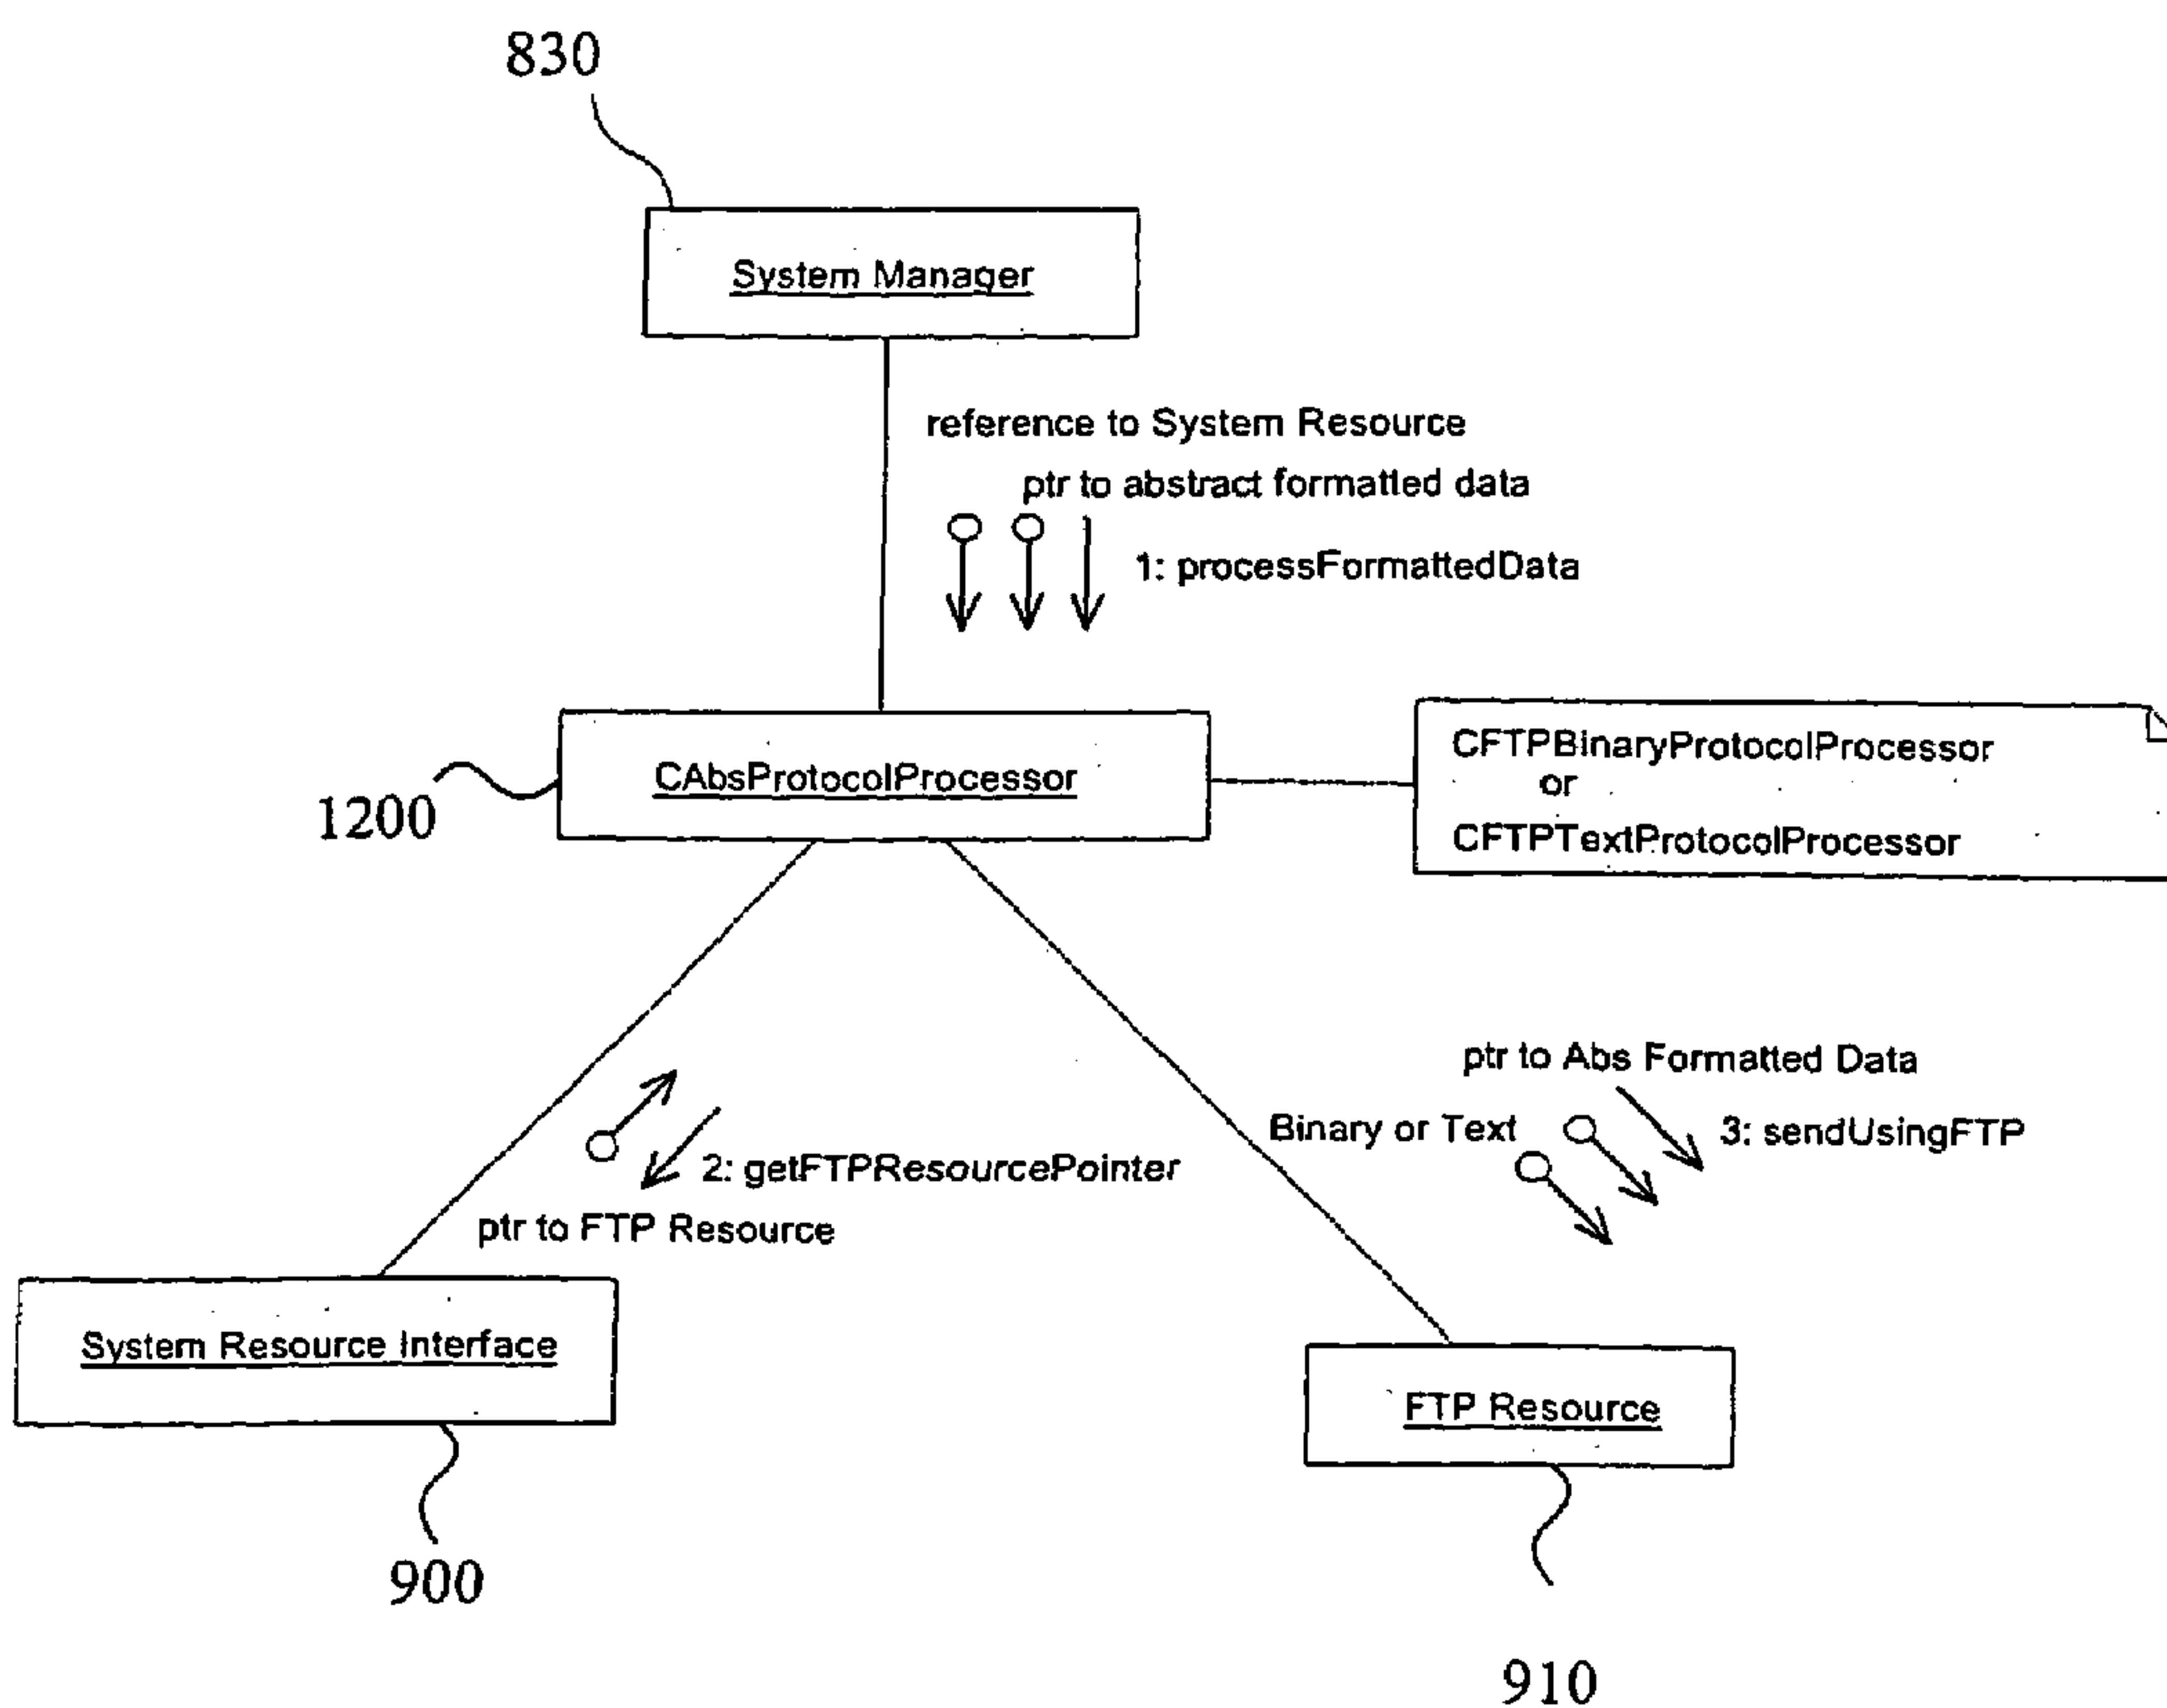 830
System Manager
reference to System Resource
ptr to abstract formatted data
1: processFormattedData
CAbsProtocolProcessor
1200
CFTPBinaryProtocolProcessor
or
CFTPTextProtocolProcessor
ptr to Abs Formatted Data
Binary or Text
3: sendUsingFTP
2: getFTPResourcePointer
ptr to FTP Resource
System Resource Interface
FTP Resource
900
910